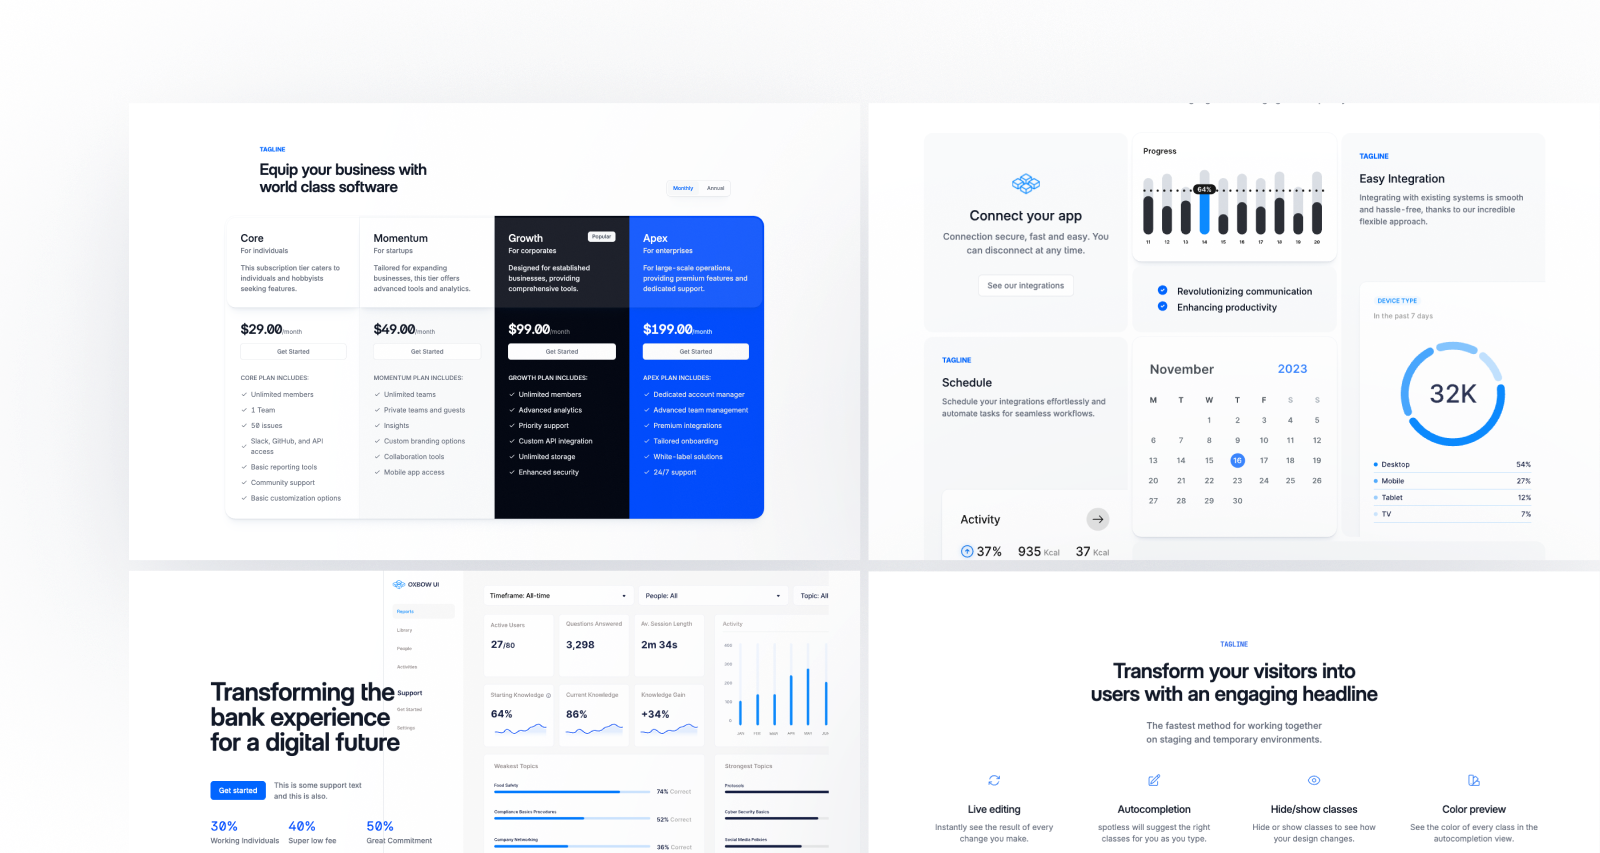 TAGLINE
Equip your business with
world class software
Monthly
Annual
Core
For individuals
This subscription tier caters to
individuals and hobbyists
seeking features.
$29.00/month
Get Started
CORE PLAN INCLUDES:
Unlimited members
1 Team
50 issues
Slack, GitHub, and API
access
Basic reporting tools
Community support
Basic customization options
Momentum
For startups
Tailored for expanding
businesses, this tier offers
advanced tools and analytics.
$49.00/month
Get Started
MOMENTUM PLAN INCLUDES:
Unlimited teams
Private teams and guests
Insights
Custom branding options
Collaboration tools
Mobile app access
Growth
Popular
For corporates
Designed for established
businesses, providing
comprehensive tools.
$99.00/month
Get Started
GROWTH PLAN INCLUDES:
Unlimited members
Advanced analytics
Priority support
Custom API integration
Unlimited storage
Enhanced security
Apex
For enterprises
For large-scale operations,
providing premium features and
dedicated support.
$199.00/month
Get Started
APEX PLAN INCLUDES:
Dedicated account manager
Advanced team management
Premium integrations
Tailored onboarding
White-label solutions
24/7 support
Connect your app
Connection secure, fast and easy. You
can disconnect at any time.
See our integrations
Progress
64%
11 12 13 14 15 16 17 18 19 20
Revolutionizing communication
Enhancing productivity
TAGLINE
Easy Integration
Integrating with existing systems is smooth
and hassle-free, thanks to our incredible
flexible approach.
DEVICE TYPE
In the past 7 days
32K
Desktop 54%
Mobile 27%
Tablet 12%
TV 7%
TAGLINE
Schedule
Schedule your integrations effortlessly and
automate tasks for seamless workflows.
Activity
37% 935 Kcal 37 Kcal
November 2023
M T W T F S S
1 2 3 4 5
6 7 8 9 10 11 12
13 14 15 16 17 18 19
20 21 22 23 24 25 26
27 28 29 30
Transforming the
bank experience
for a digital future
Get started
This is some support text
and this is also.
30%
Working Individuals
40%
Super low fee
50%
Great Commitment
OXBOW UI
Reports
Library
People
Activities
Support
Get Started
Settings
Timeframe: All-time
People: All
Topic: All
Active Users
27/80
Questions Answered
3,298
Av. Session Length
2m 34s
Starting Knowledge
64%
Current Knowledge
86%
Knowledge Gain
+34%
Activity
400
300
200
100
0
JAN FEB MAR APR MAY JUN
Weakest Topics
Food Safety
74% Correct
Compliance Basics Procedures
52% Correct
Company Networking
36% Correct
Strongest Topics
Protocols
Cyber Security Basics
Social Media Policies
TAGLINE
Transform your visitors into
users with an engaging headline
The fastest method for working together
on staging and temporary environments.
Live editing
Instantly see the result of every
change you make.
Autocompletion
spotless will suggest the right
classes for you as you type.
Hide/show classes
Hide or show classes to see how
your design changes.
Color preview
See the color of every class in the
autocompletion view.